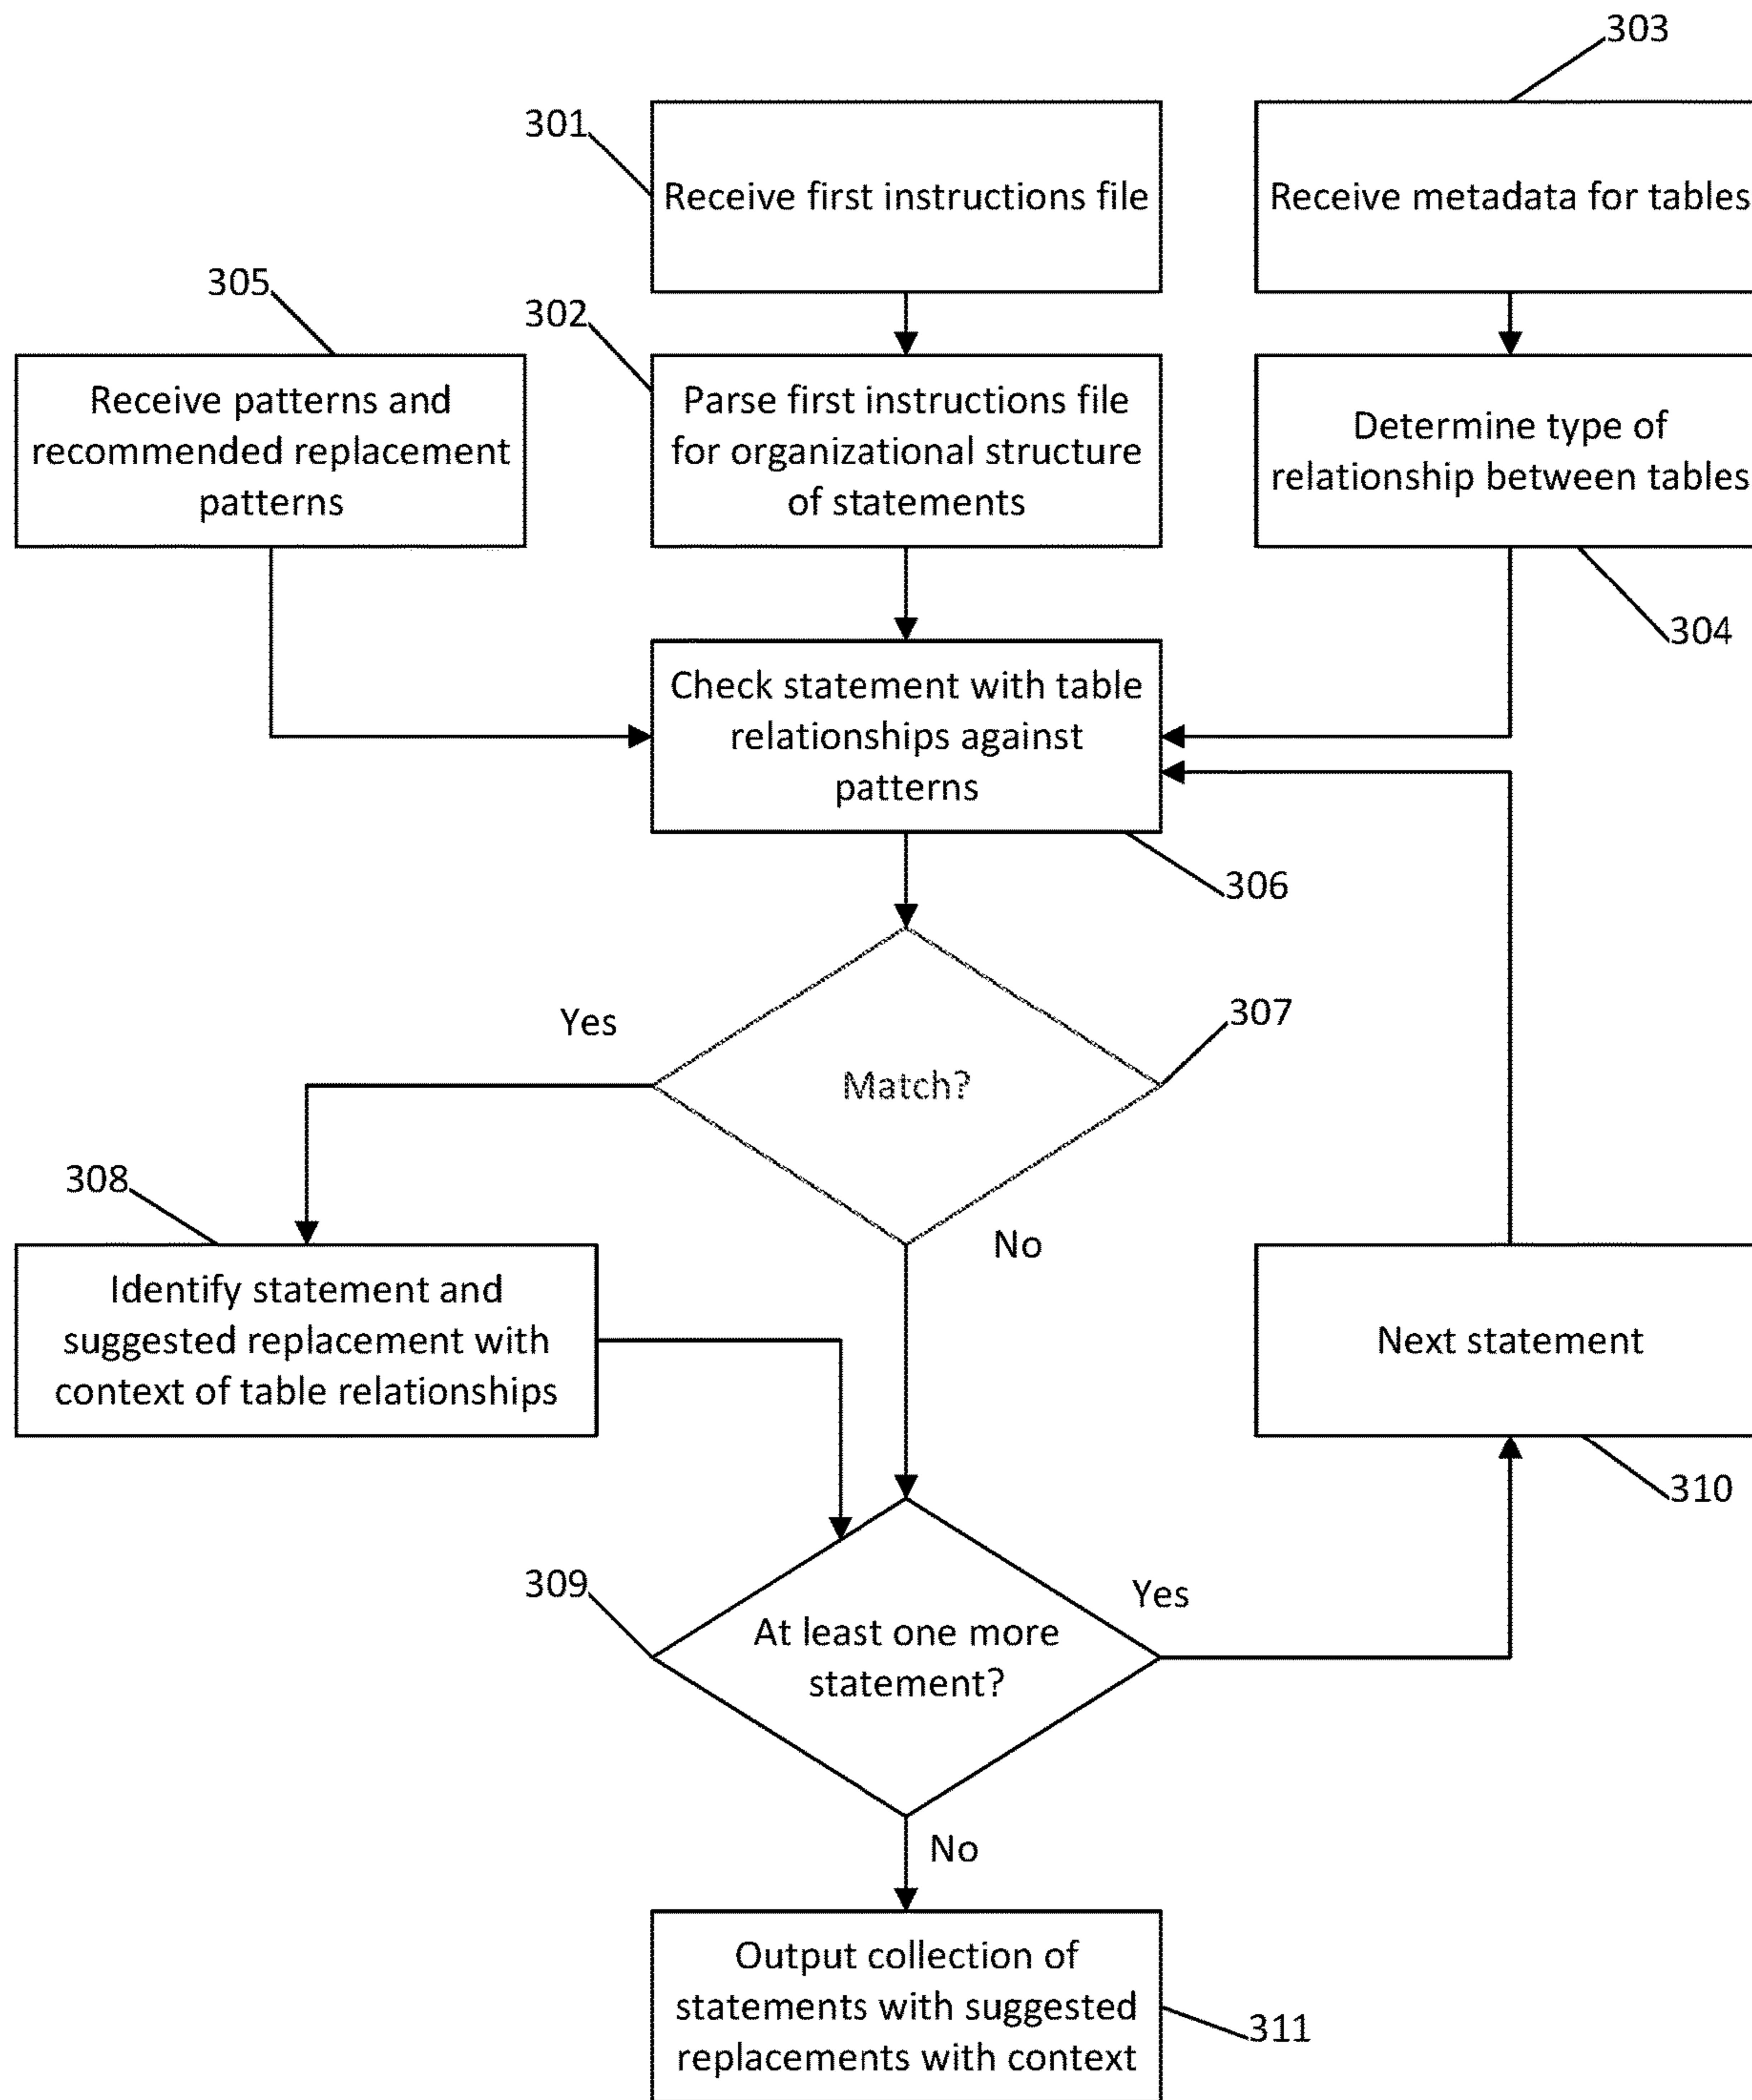 303
301
Receive first instructions file
Receive metadata for tables
305
302
Receive patterns and
recommended replacement
patterns
Parse first instructions file
for organizational structure
of statements
Determine type of
relationship between tables
304
Check statement with table
relationships against
patterns
306
Yes
307
Match?
308
No
Identify statement and
suggested replacement with
context of table relationships
Next statement
310
309
Yes
At least one more
statement?
No
Output collection of
statements with suggested
replacements with context
311